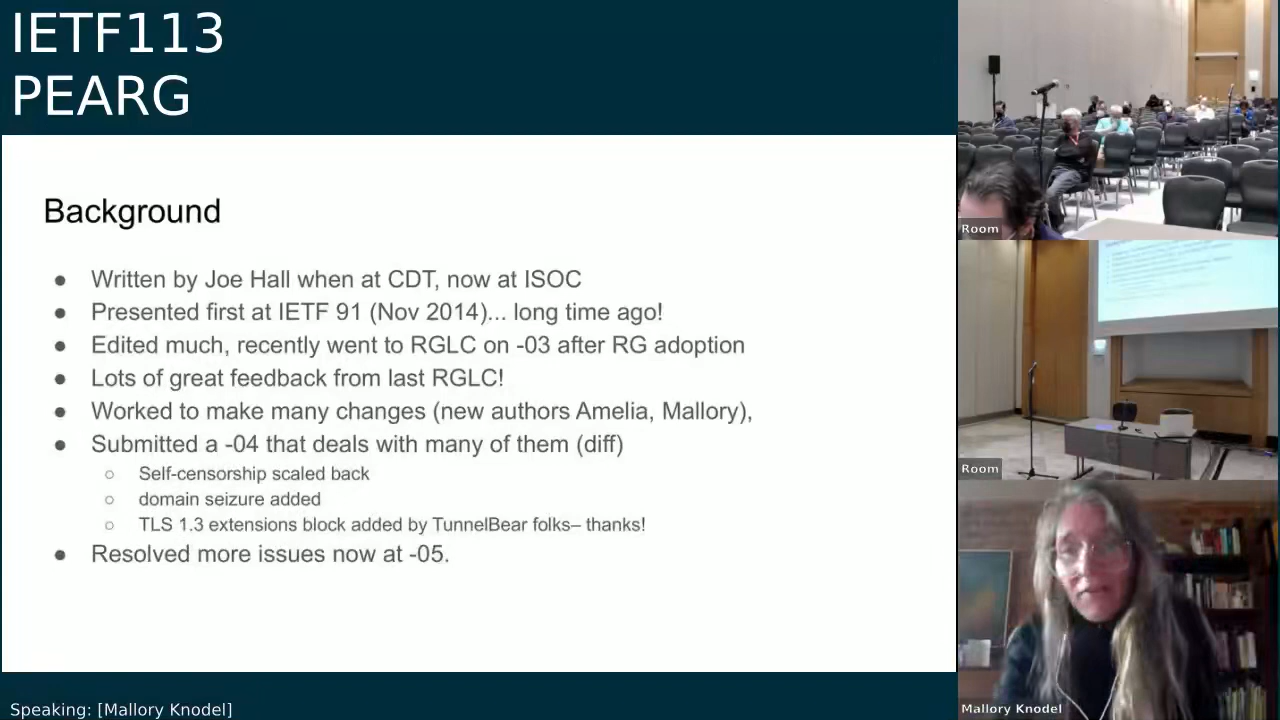 IETF113
PEARG
Background
● Written by Joe Hall when at CDT, now at ISOC
● Presented first at IETF 91 (Nov 2014)... long time ago!
● Edited much, recently went to RGLC on -03 after RG adoption
● Lots of great feedback from last RGLC!
● Worked to make many changes (new authors Amelia, Mallory),
● Submitted a -04 that deals with many of them (diff)
○ Self-censorship scaled back
○ domain seizure added
○ TLS 1.3 extensions block added by TunnelBear folks– thanks!
● Resolved more issues now at -05.
Speaking: [Mallory Knodel]
Room
Room
Mallory Knodel